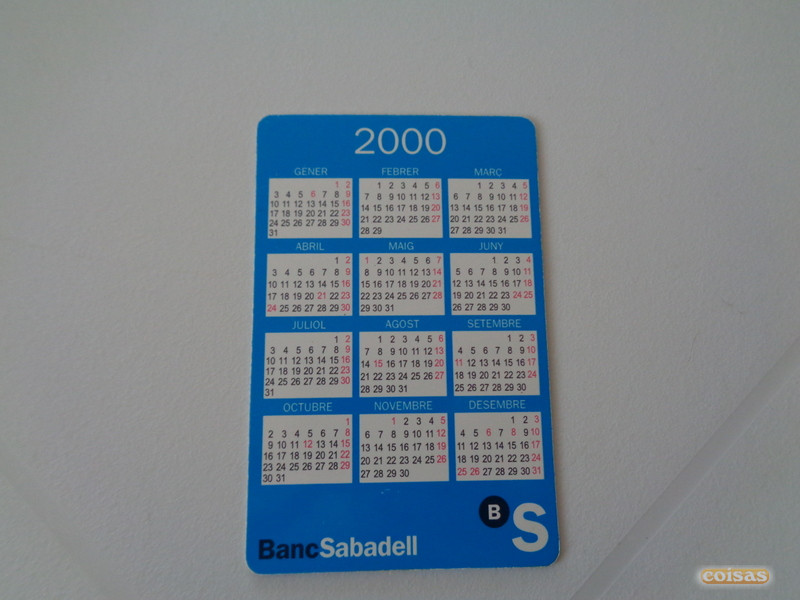 2000
GENER FEBRER MARÇ
1 2
3 4 5 6 7 8 9
10 11 12 13 14 15 16
17 18 19 20 21 22 23
24 25 26 27 28 29 30
31
1 2 3 4 5 6
7 8 9 10 11 12 13
14 15 16 17 18 19 20
21 22 23 24 25 26 27
28 29
1 2 3 4 5
6 7 8 9 10 11 12
13 14 15 16 17 18 19
20 21 22 23 24 25 26
27 28 29 30 31
ABRIL MAIG JUNY
1 2
3 4 5 6 7 8 9
10 11 12 13 14 15 16
17 18 19 20 21 22 23
24 25 26 27 28 29 30
1 2 3 4 5 6 7
8 9 10 11 12 13 14
15 16 17 18 19 20 21
22 23 24 25 26 27 28
29 30 31
1 2 3 4
5 6 7 8 9 10 11
12 13 14 15 16 17 18
19 20 21 22 23 24 25
26 27 28 29 30
JULIOL AGOST SETEMBRE
1 2
3 4 5 6 7 8 9
10 11 12 13 14 15 16
17 18 19 20 21 22 23
24 25 26 27 28 29 30
31
1 2 3 4 5 6
7 8 9 10 11 12 13
14 15 16 17 18 19 20
21 22 23 24 25 26 27
28 29 30 31
1 2 3
4 5 6 7 8 9 10
11 12 13 14 15 16 17
18 19 20 21 22 23 24
25 26 27 28 29 30
OCTUBRE NOVEMBRE DESEMBRE
1
2 3 4 5 6 7 8
9 10 11 12 13 14 15
16 17 18 19 20 21 22
23 24 25 26 27 28 29
30 31
1 2 3 4 5
6 7 8 9 10 11 12
13 14 15 16 17 18 19
20 21 22 23 24 25 26
27 28 29 30
1 2 3
4 5 6 7 8 9 10
11 12 13 14 15 16 17
18 19 20 21 22 23 24
25 26 27 28 29 30 31
B S
BancSabadell
coisas